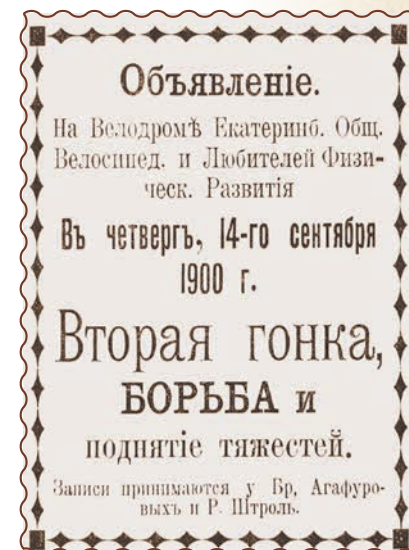 Объявленіе.
На Велодромѣ Екатеринб. Общ.
Велосипед. и Любителей Физи-
ческ. Развитія
Въ четвергъ, 14-го сентября
1900 г.
Вторая гонка,
БОРЬБА и
поднятіе тяжестей.
Записи принимаются у Бр, Агафуро-
выхъ и Р. Штроль.